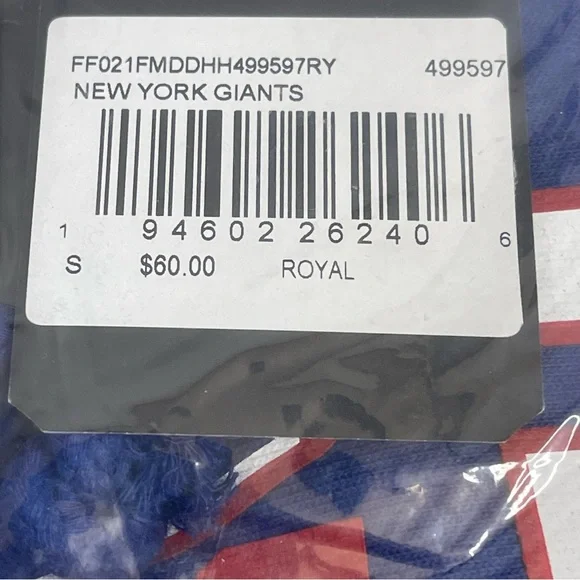 FF021FMDDHH499597RY 499597
NEW YORK GIANTS
1 94602 26240 6
S $60.00 ROYAL